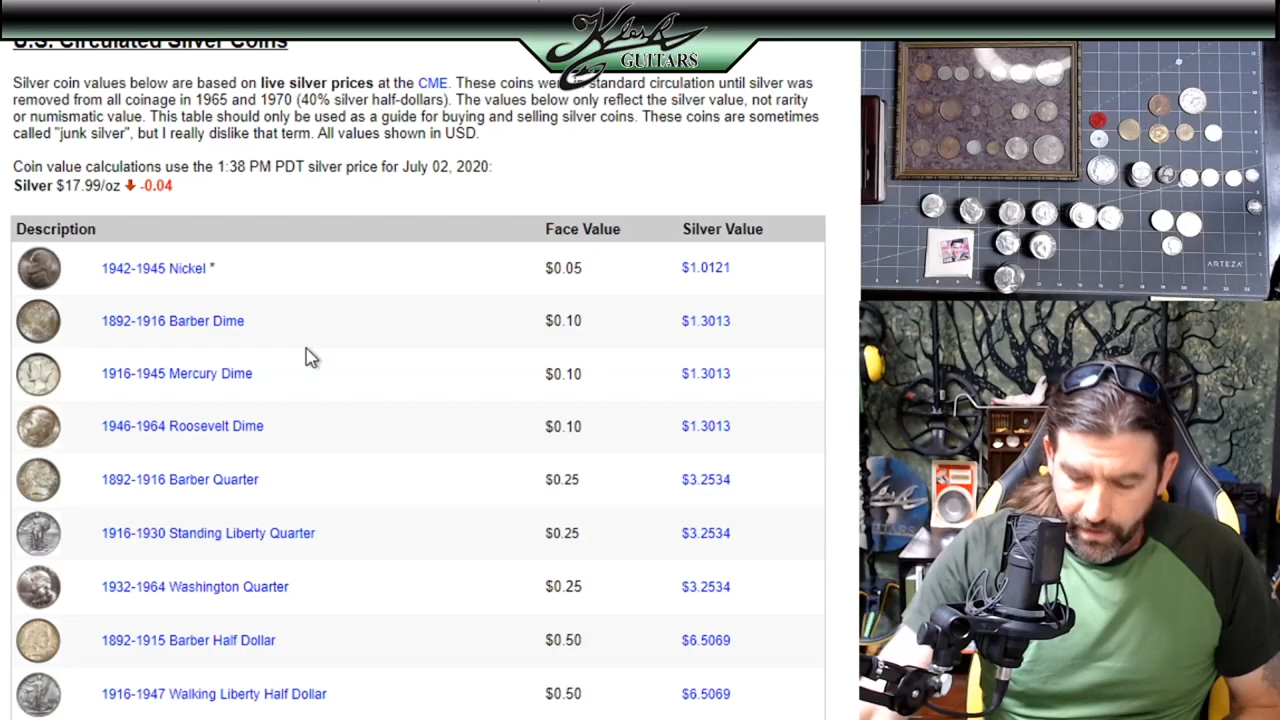 Klesk
GUITARS
U.S. Circulated Silver Coins
Silver coin values below are based on live silver prices at the CME. These coins were in standard circulation until silver was
removed from all coinage in 1965 and 1970 (40% silver half-dollars). The values below only reflect the silver value, not rarity
or numismatic value. This table should only be used as a guide for buying and selling silver coins. These coins are sometimes
called "junk silver", but I really dislike that term. All values shown in USD.
Coin value calculations use the 1:38 PM PDT silver price for July 02, 2020:
Silver $17.99/oz -0.04
Description Face Value Silver Value
1942-1945 Nickel * $0.05 $1.0121
1892-1916 Barber Dime $0.10 $1.3013
1916-1945 Mercury Dime $0.10 $1.3013
1946-1964 Roosevelt Dime $0.10 $1.3013
1892-1916 Barber Quarter $0.25 $3.2534
1916-1930 Standing Liberty Quarter $0.25 $3.2534
1932-1964 Washington Quarter $0.25 $3.2534
1892-1915 Barber Half Dollar $0.50 $6.5069
1916-1947 Walking Liberty Half Dollar $0.50 $6.5069
ARTEZA